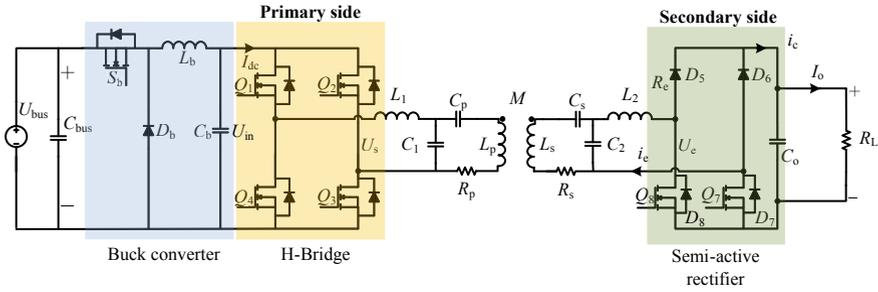 Primary side
Secondary side
U_bus
+
−
C_bus
S_b
L_b
D_b
C_b
U_in
I_dc
Q_1
Q_2
Q_4
Q_3
U_s
L_1
C_1
C_p
L_p
R_p
M
C_s
L_s
R_s
L_2
C_2
i_e
R_e
D_5
D_6
U_e
Q_8
D_8
Q_7
D_7
i_c
I_o
C_o
+
−
R_L
Buck converter
H-Bridge
Semi-active
rectifier